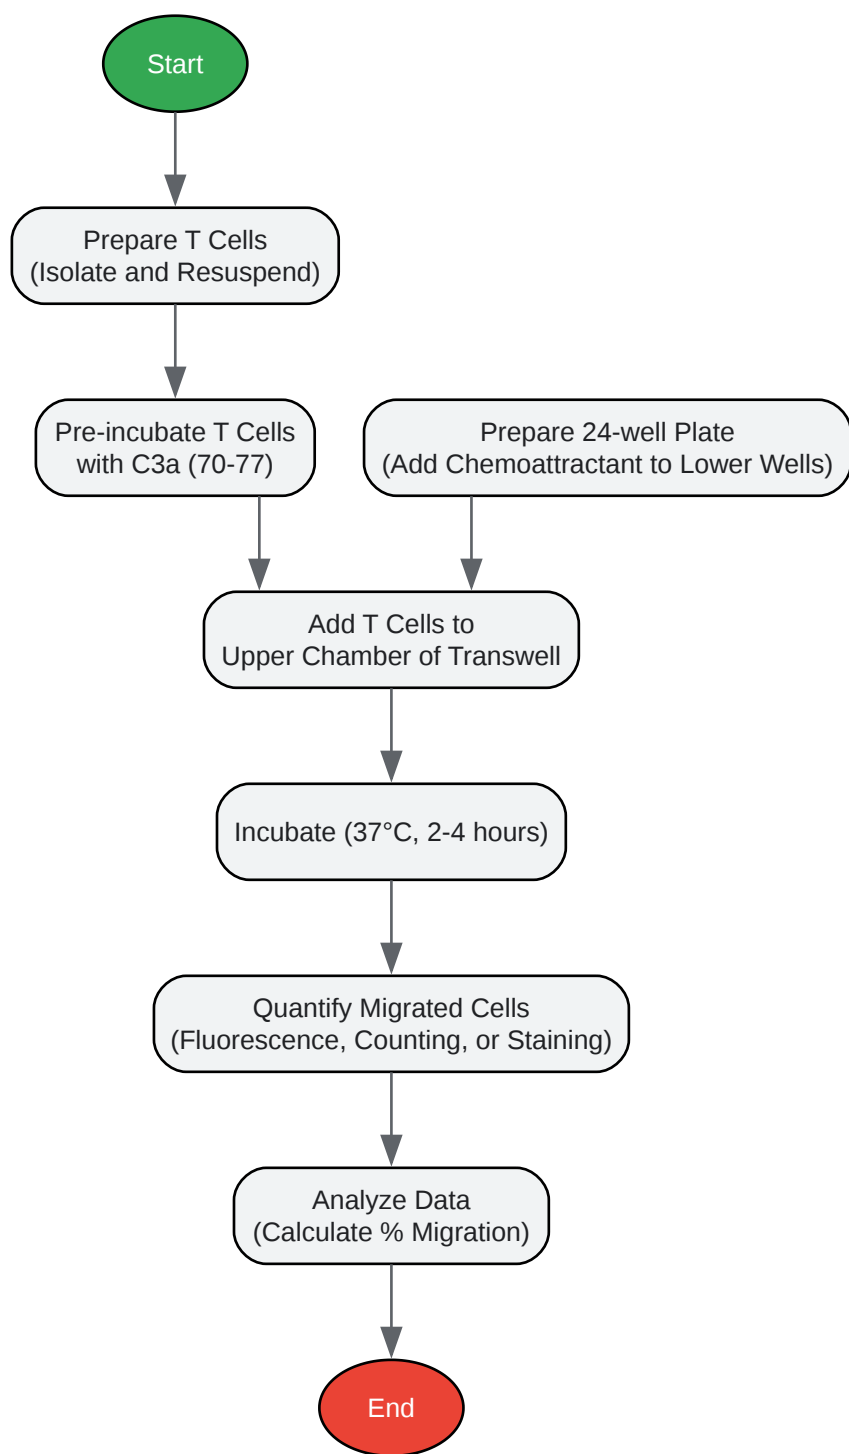 Start
Prepare T Cells
(Isolate and Resuspend)
Pre-incubate T Cells
with C3a (70-77)
Prepare 24-well Plate
(Add Chemoattractant to Lower Wells)
Add T Cells to
Upper Chamber of Transwell
Incubate (37°C, 2-4 hours)
Quantify Migrated Cells
(Fluorescence, Counting, or Staining)
Analyze Data
(Calculate % Migration)
End